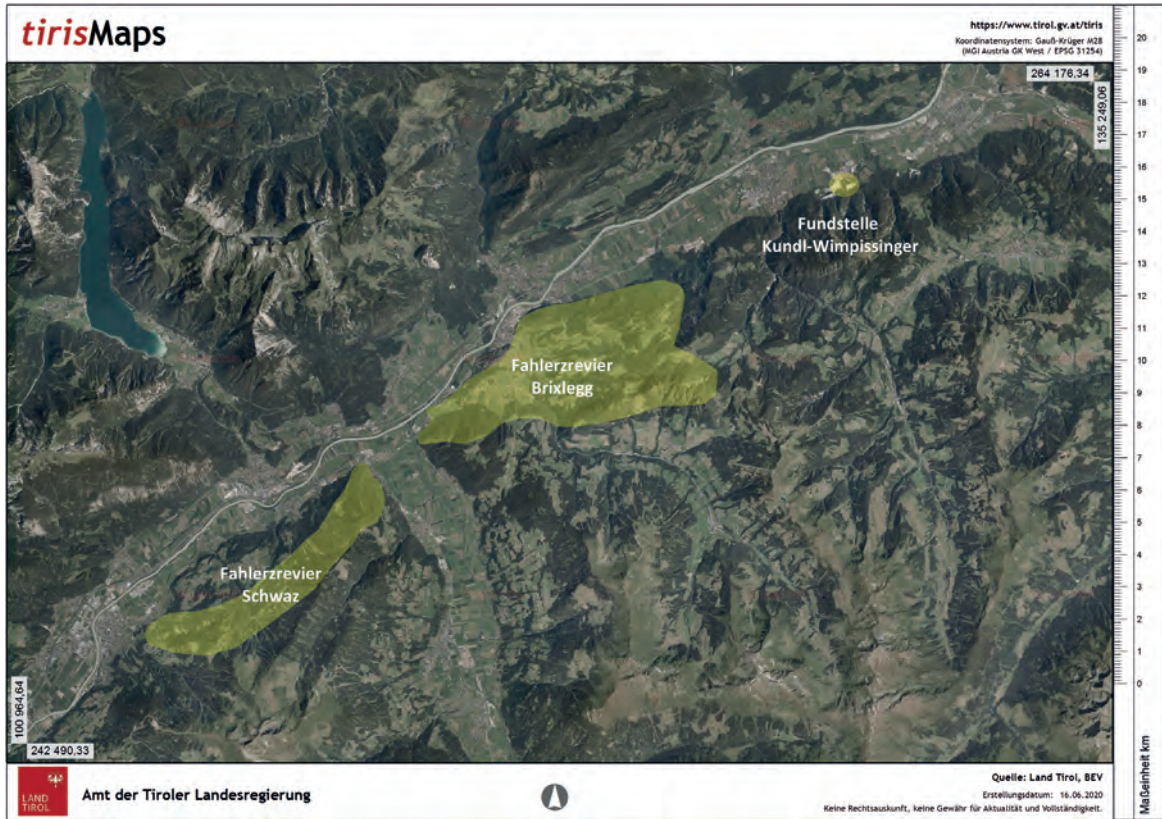 tirisMaps
https://www.tirol.gv.at/tiris
Koordinatensystem: Gauß-Krüger M28
(MGI Austria GK West / EPSG 31254)
264 176,34
135 249,06
Fundstelle
Kundl-Wimpissinger
Fahlerzrevier
Brixlegg
Fahlerzrevier
Schwaz
100 964,64
242 490,33
20
19
18
17
16
15
14
13
12
11
10
9
8
7
6
5
4
3
2
1
0
Maßeinheit km
LAND
TIROL
Amt der Tiroler Landesregierung
Quelle: Land Tirol, BEV
Erstellungsdatum: 16.06.2020
Keine Rechtsauskunft, keine Gewähr für Aktualität und Vollständigkeit.